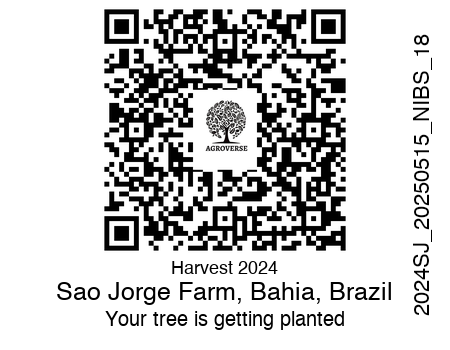 AGROVERSE
Harvest 2024
Sao Jorge Farm, Bahia, Brazil
Your tree is getting planted
2024SJ_20250515_NIBS_18